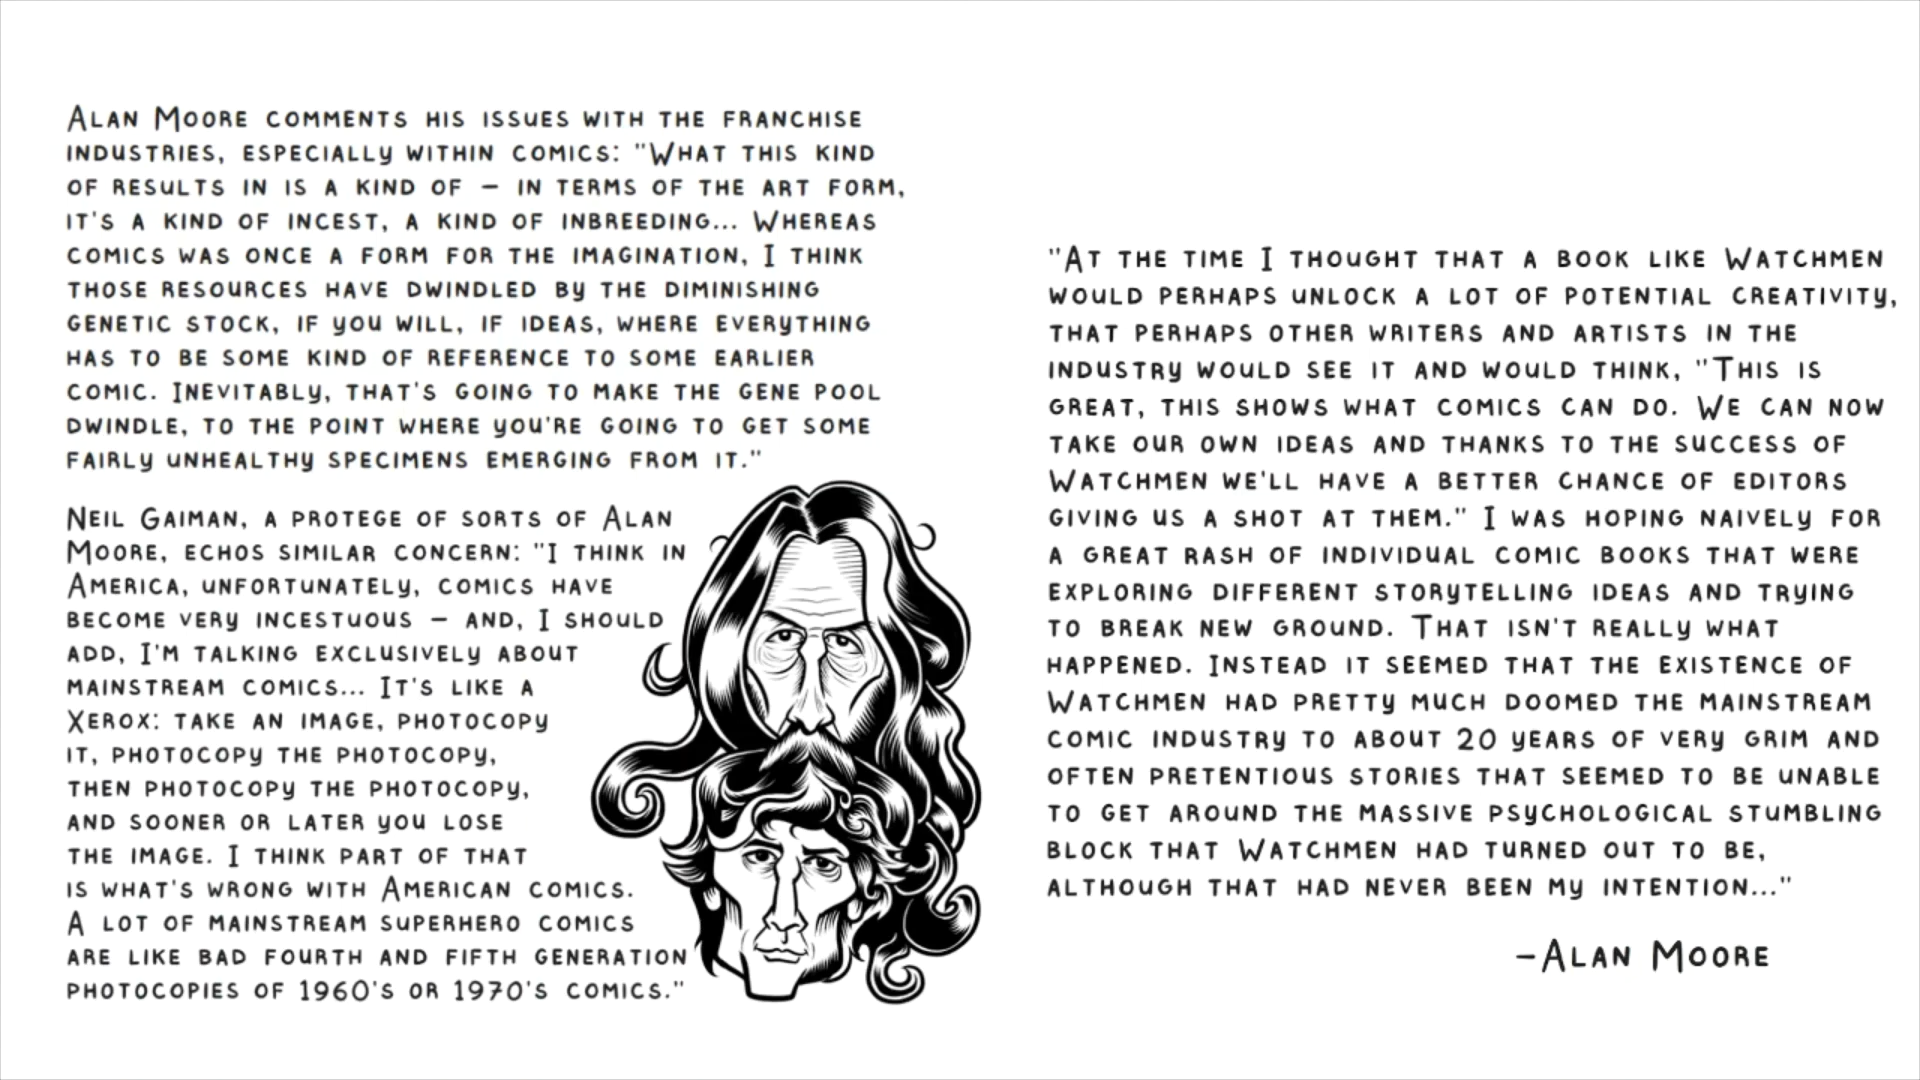 Alan Moore comments his issues with the franchise
industries, especially within comics: "What this kind
of results in is a kind of — in terms of the art form,
it's a kind of incest, a kind of inbreeding... Whereas
comics was once a form for the imagination, I think
those resources have dwindled by the diminishing
genetic stock, if you will, if ideas, where everything
has to be some kind of reference to some earlier
comic. Inevitably, that's going to make the gene pool
dwindle, to the point where you're going to get some
fairly unhealthy specimens emerging from it."
Neil Gaiman, a protege of sorts of Alan
Moore, echos similar concern: "I think in
America, unfortunately, comics have
become very incestuous — and, I should
add, I'm talking exclusively about
mainstream comics... It's like a
Xerox: take an image, photocopy
it, photocopy the photocopy,
then photocopy the photocopy,
and sooner or later you lose
the image. I think part of that
is what's wrong with American comics.
A lot of mainstream superhero comics
are like bad fourth and fifth generation
photocopies of 1960's or 1970's comics."
"At the time I thought that a book like Watchmen
would perhaps unlock a lot of potential creativity,
that perhaps other writers and artists in the
industry would see it and would think, "This is
great, this shows what comics can do. We can now
take our own ideas and thanks to the success of
Watchmen we'll have a better chance of editors
giving us a shot at them." I was hoping naively for
a great rash of individual comic books that were
exploring different storytelling ideas and trying
to break new ground. That isn't really what
happened. Instead it seemed that the existence of
Watchmen had pretty much doomed the mainstream
comic industry to about 20 years of very grim and
often pretentious stories that seemed to be unable
to get around the massive psychological stumbling
block that Watchmen had turned out to be,
although that had never been my intention..."
–Alan Moore